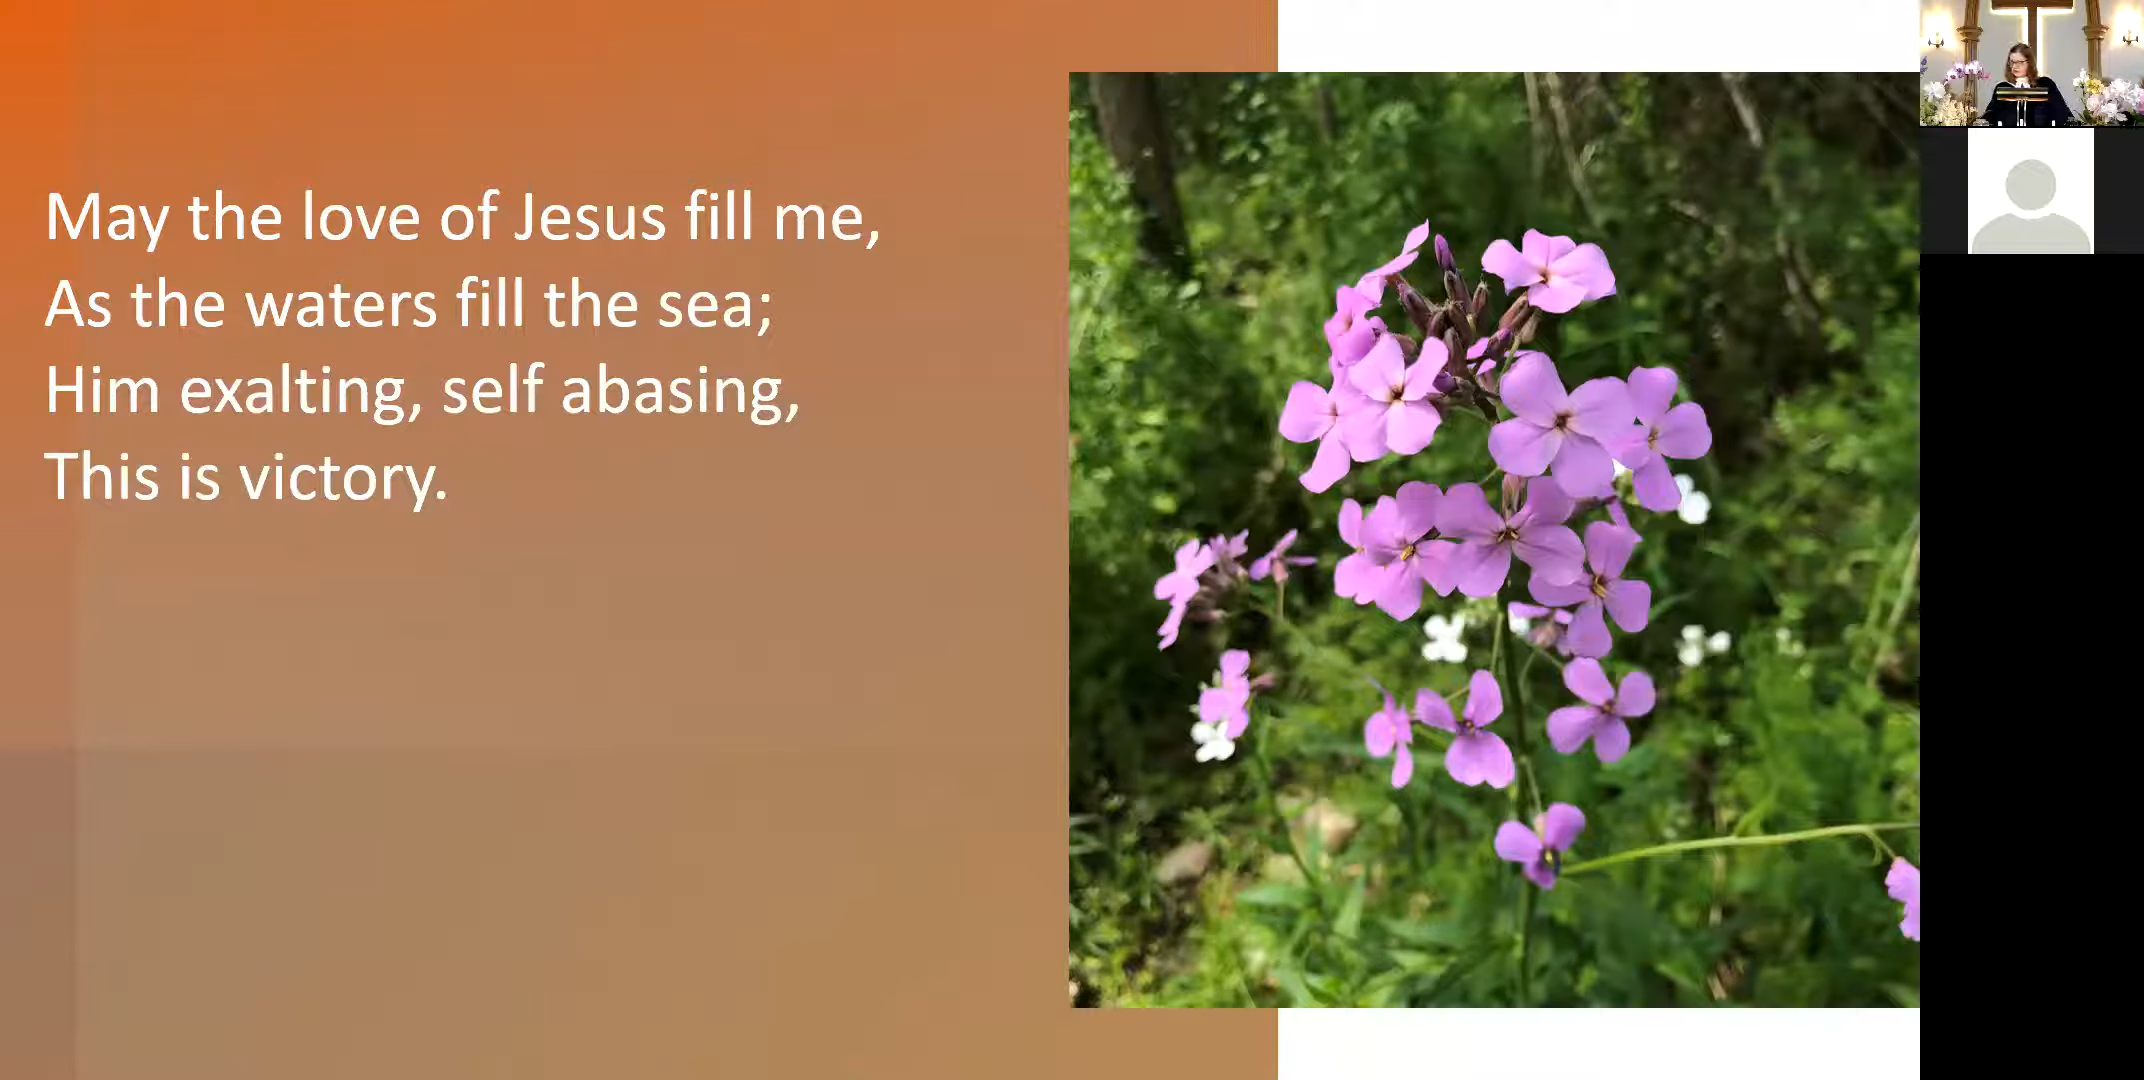 May the love of Jesus fill me,
As the waters fill the sea;
Him exalting, self abasing,
This is victory.